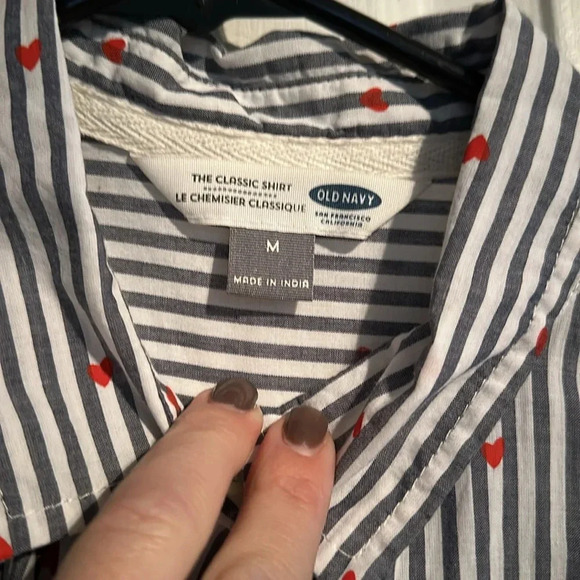 THE CLASSIC SHIRT
LE CHEMISIER CLASSIQUE
OLD NAVY
SAN FRANCISCO
CALIFORNIA
M
MADE IN INDIA